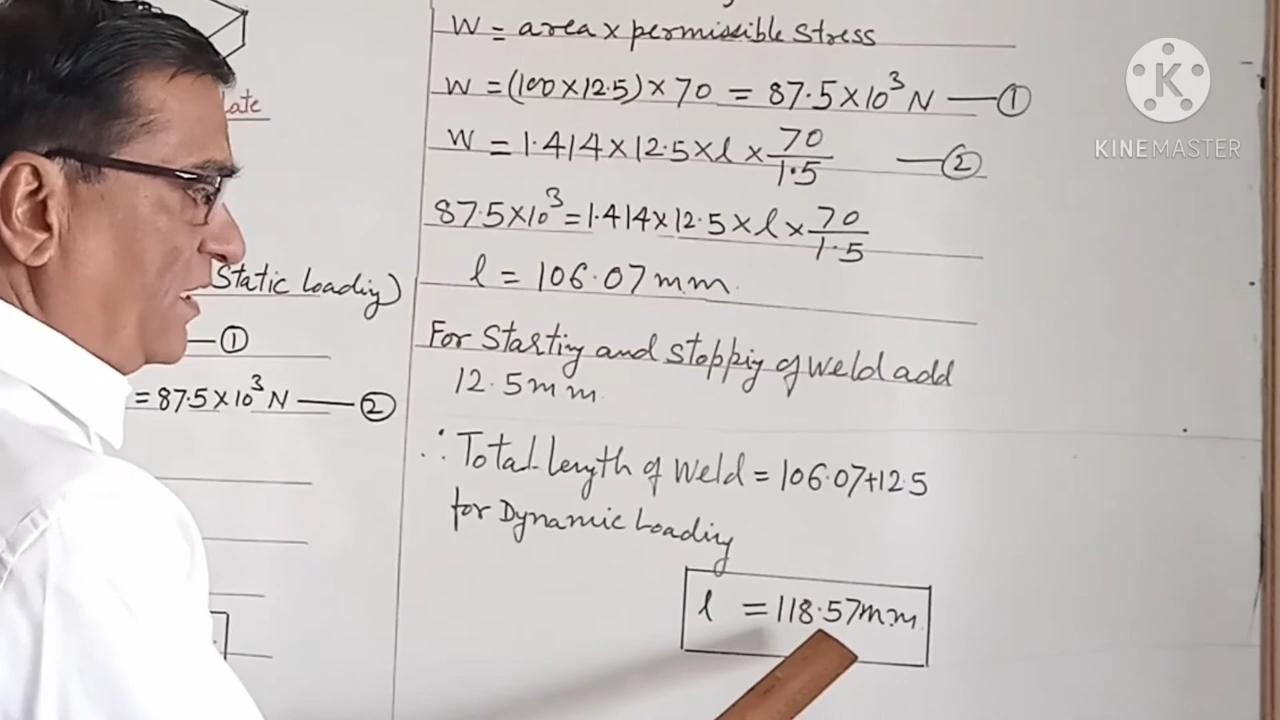 late
Static Loading)
— ①
= 87.5 × 10³ N — ②
W = area × permissible stress
W = (100 × 12.5) × 70 = 87.5 × 10³ N — ①
W = 1.414 × 12.5 × l × 70/1.5 — ②
87.5 × 10³ = 1.414 × 12.5 × l × 70/1.5
l = 106.07 mm
For Starting and stopping of weld add
12.5 mm
∴ Total length of weld = 106.07 + 12.5
for Dynamic Loading
l = 118.57 mm
K
KINEMASTER